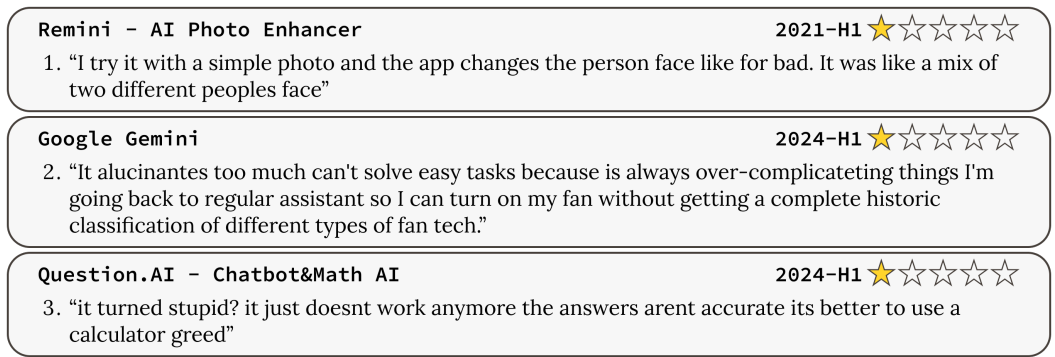 Remini - AI Photo Enhancer 2021-H1
1. “I try it with a simple photo and the app changes the person face like for bad. It was like a mix of
two different peoples face”
Google Gemini 2024-H1
2. “It alucinantes too much can't solve easy tasks because is always over-complicateting things I'm
going back to regular assistant so I can turn on my fan without getting a complete historic
classification of different types of fan tech.”
Question.AI - Chatbot&Math AI 2024-H1
3. “it turned stupid? it just doesnt work anymore the answers arent accurate its better to use a
calculator greed”